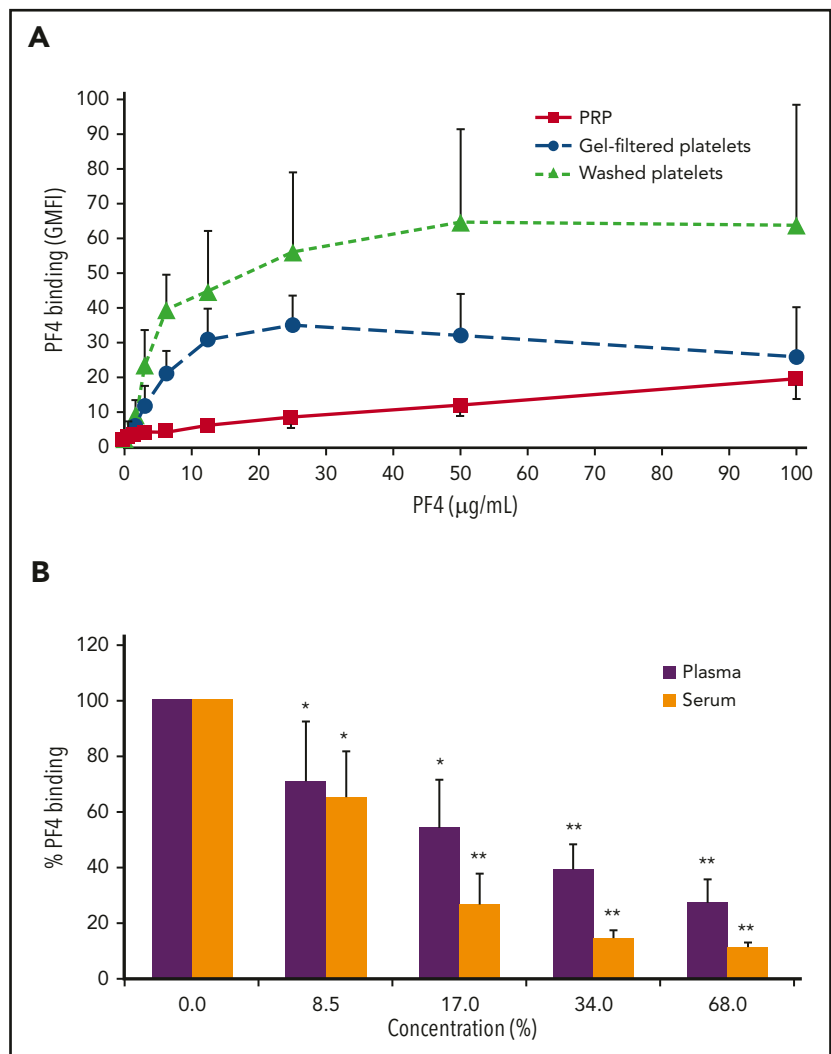 A
100
90
80
70
60
50
40
30
20
10
0
PF4 binding (GMFI)
PRP
Gel-filtered platelets
Washed platelets
0 10 20 30 40 50 60 70 80 90 100
PF4 (μg/mL)
B
120
100
80
60
40
20
0
% PF4 binding
Plasma
Serum
* * * ** ** ** ** **
0.0 8.5 17.0 34.0 68.0
Concentration (%)